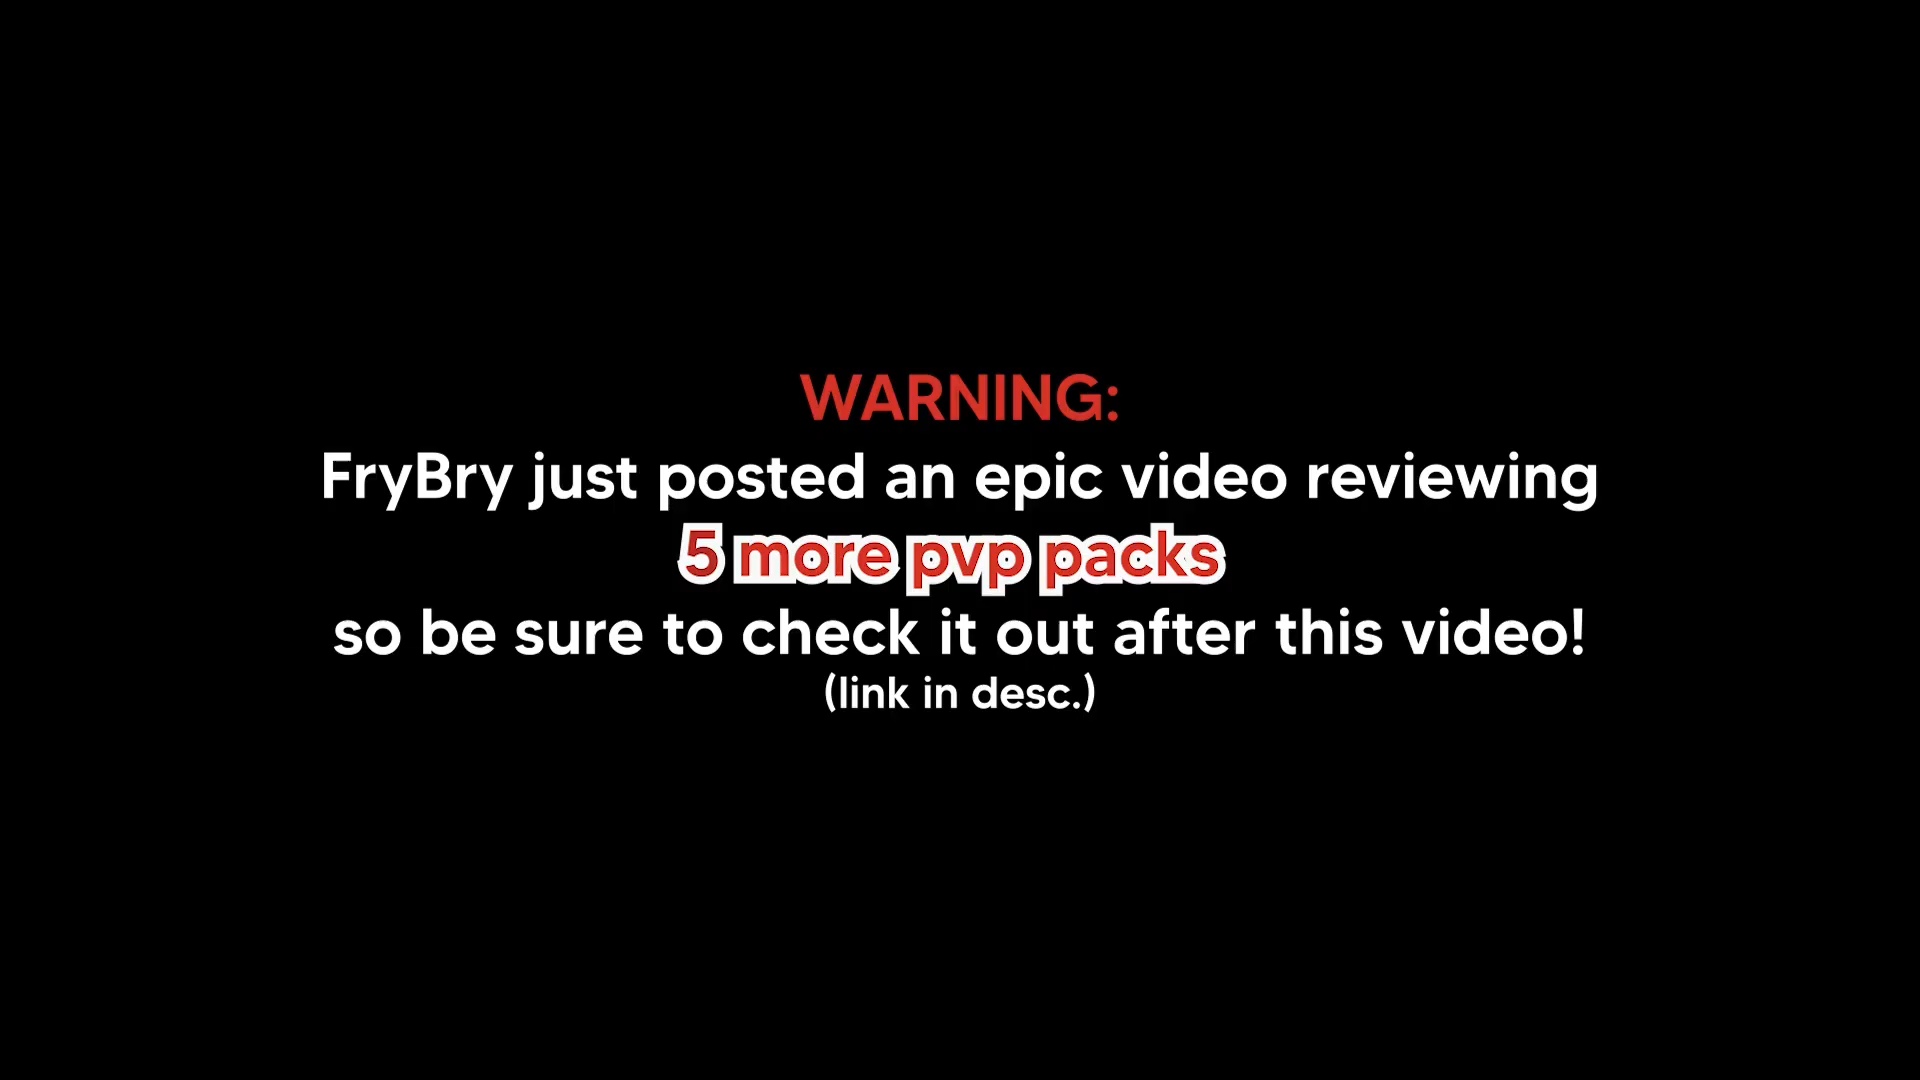 WARNING:
FryBry just posted an epic video reviewing
5 more pvp packs
so be sure to check it out after this video!
(link in desc.)